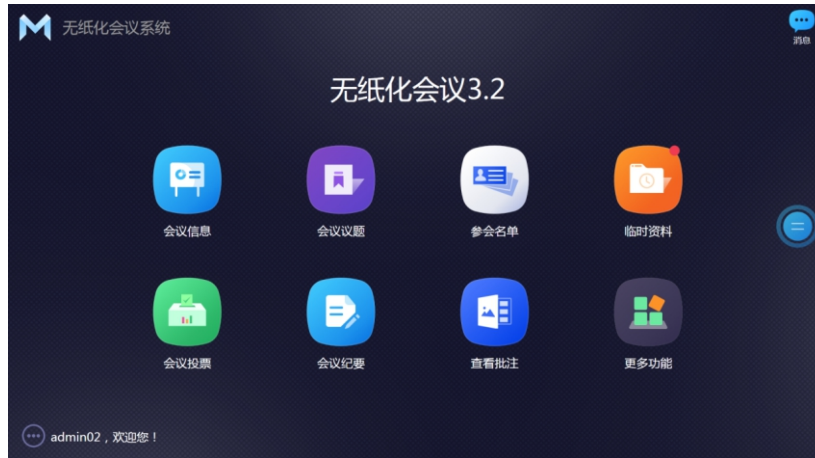 无纸化会议系统
消息
无纸化会议3.2
会议信息
会议议题
参会名单
临时资料
会议投票
会议纪要
查看批注
更多功能
admin02，欢迎您！